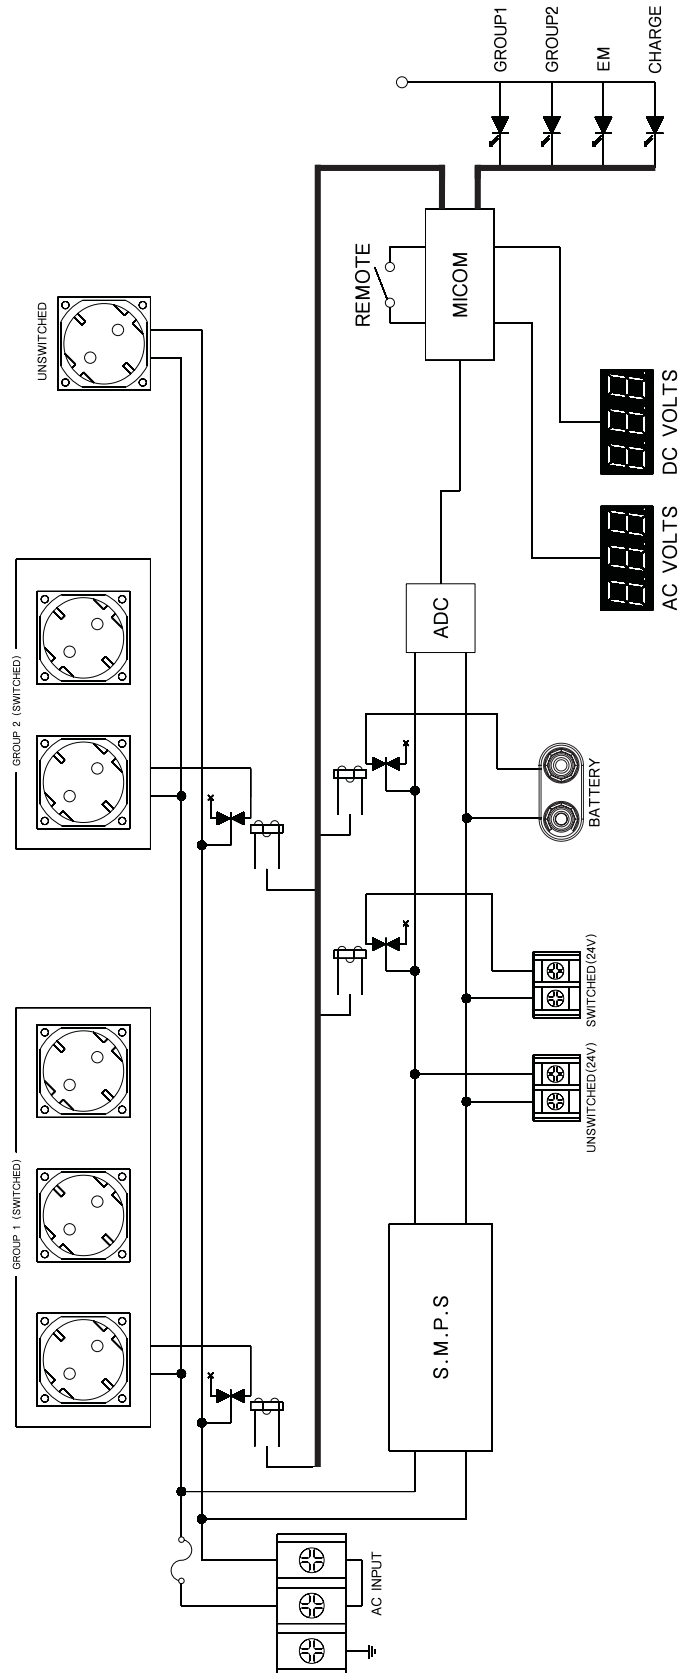 GROUP1
GROUP2
EM
CHARGE
REMOTE
MICOM
UNSWITCHED
DC VOLTS
AC VOLTS
ADC
GROUP 2 (SWITCHED)
BATTERY
SWITCHED(24V)
UNSWITCHED(24V)
GROUP 1 (SWITCHED)
S.M.P.S
AC INPUT